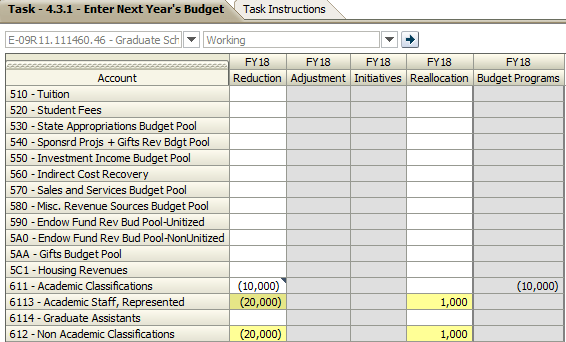 Task - 4.3.1 - Enter Next Year's Budget Task Instructions
E-09R11.111460.46 - Graduate Sch Working
FY18 FY18 FY18 FY18 FY18
Account Reduction Adjustment Initiatives Reallocation Budget Programs
510 - Tuition
520 - Student Fees
530 - State Appropriations Budget Pool
540 - Sponsrd Projs + Gifts Rev Bdgt Pool
550 - Investment Income Budget Pool
560 - Indirect Cost Recovery
570 - Sales and Services Budget Pool
580 - Misc. Revenue Sources Budget Pool
590 - Endow Fund Rev Bud Pool-Unitized
5A0 - Endow Fund Rev Bud Pool-NonUnitized
5AA - Gifts Budget Pool
5C1 - Housing Revenues
611 - Academic Classifications (10,000) (10,000)
6113 - Academic Staff, Represented (20,000) 1,000
6114 - Graduate Assistants
612 - Non Academic Classifications (20,000) 1,000